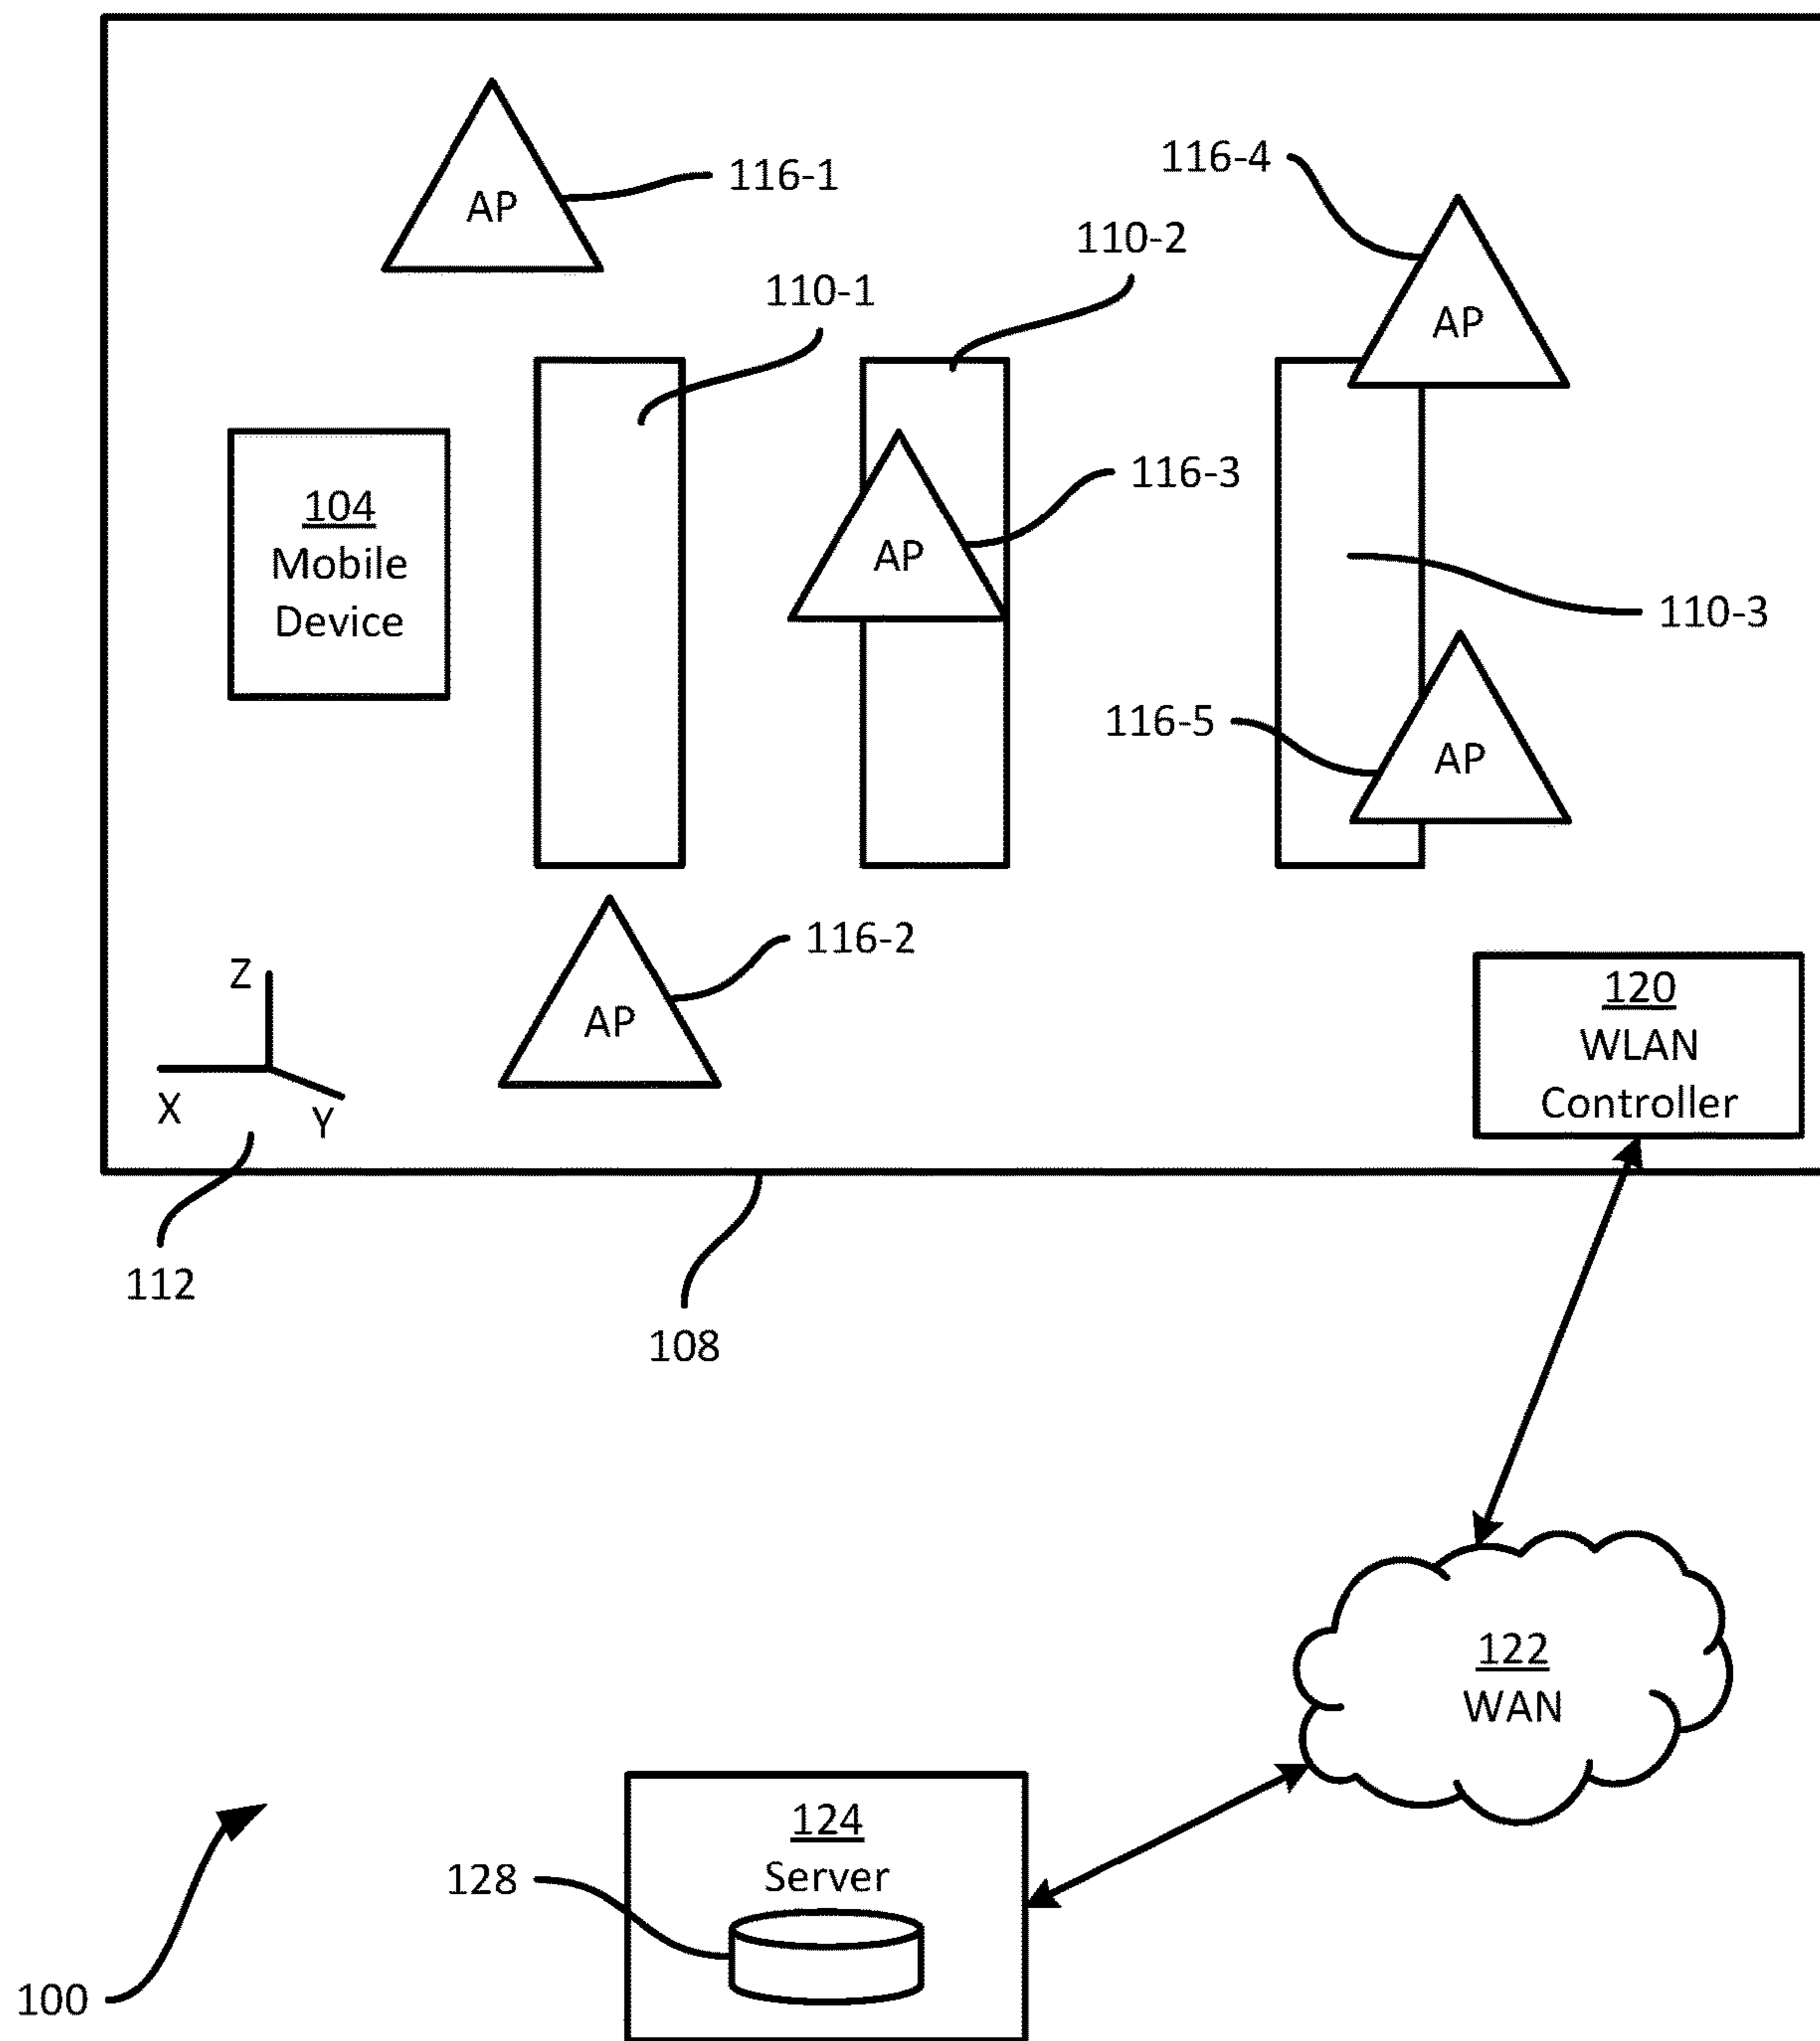 116-1
116-4
AP
110-2
110-1
AP
116-3
104
Mobile
Device
AP
110-3
116-5
AP
116-2
Z
AP
X
Y
120
WLAN
Controller
112
108
122
WAN
124
Server
128
100